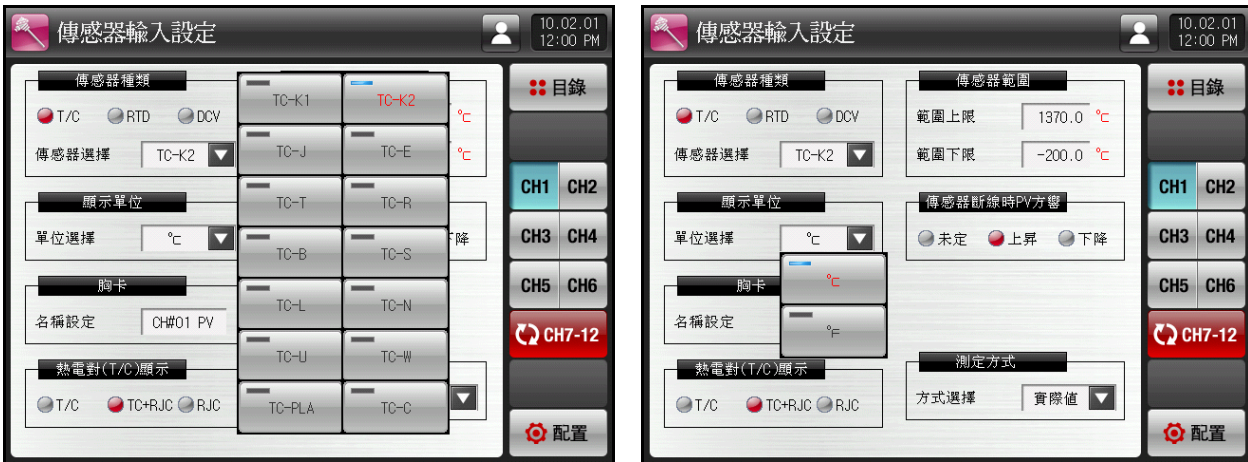 傳感器輸入設定
10.02.01
12:00 PM
傳感器種類
T/C RTD DCV
傳感器選擇 TC-K2
顯示單位
單位選擇 ℃
胸卡
名稱設定 CH#01 PV
熱電對(T/C)顯示
T/C TC+RJC RJC
TC-K1 TC-K2
TC-J TC-E
TC-T TC-R
TC-B TC-S
TC-L TC-N
TC-U TC-W
TC-PLA TC-C
℃
℃
下降
目錄
CH1 CH2
CH3 CH4
CH5 CH6
CH7-12
配置
傳感器輸入設定
10.02.01
12:00 PM
傳感器種類
T/C RTD DCV
傳感器選擇 TC-K2
顯示單位
單位選擇 ℃
℃
℉
胸卡
名稱設定
熱電對(T/C)顯示
T/C TC+RJC RJC
傳感器範圍
範圍上限 1370.0 ℃
範圍下限 -200.0 ℃
傳感器斷線時PV方響
未定 上昇 下降
測定方式
方式選擇 實際値
目錄
CH1 CH2
CH3 CH4
CH5 CH6
CH7-12
配置